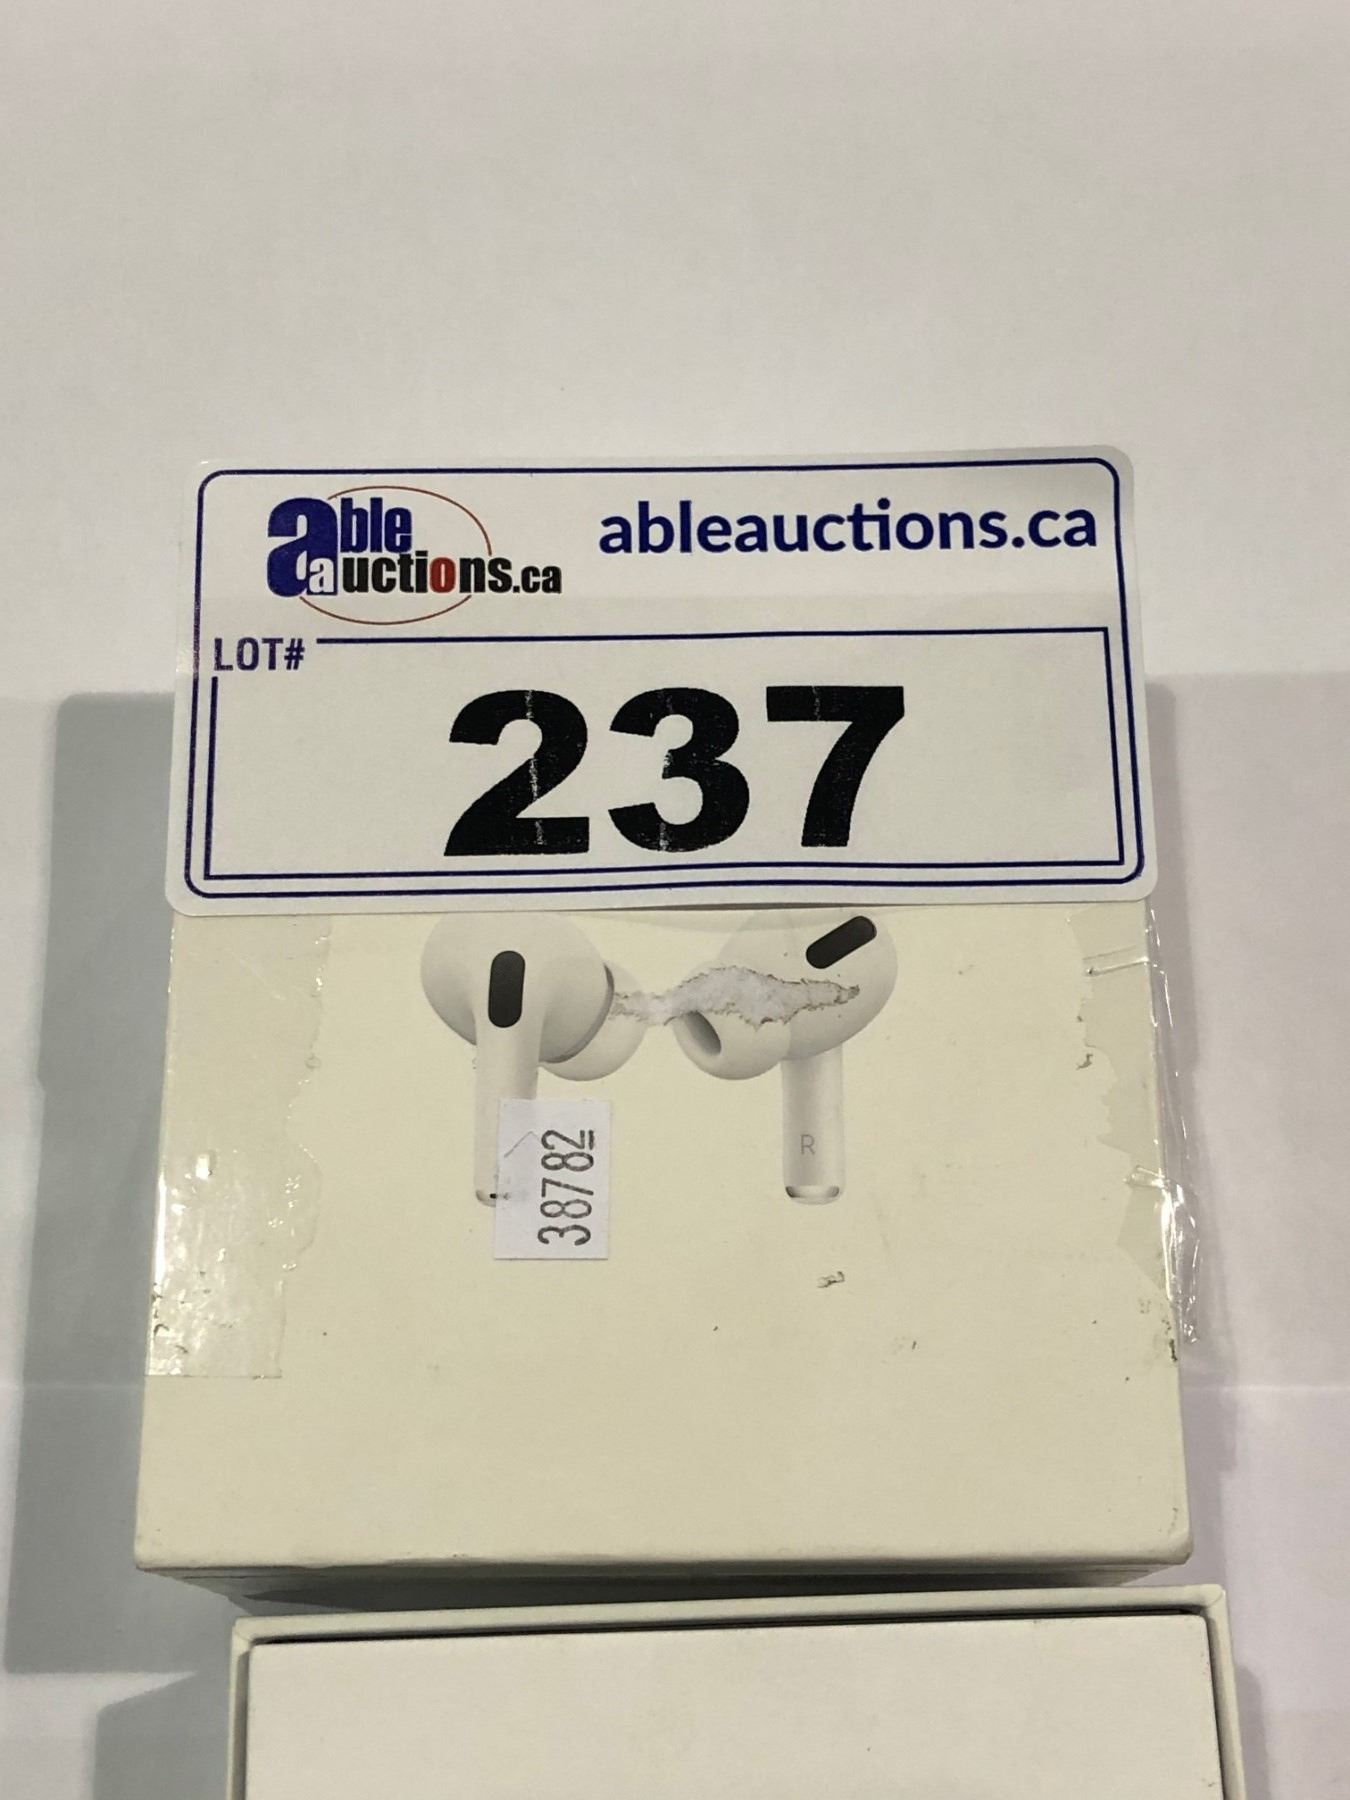 able
auctions.ca
ableauctions.ca
LOT#
237
R
38782